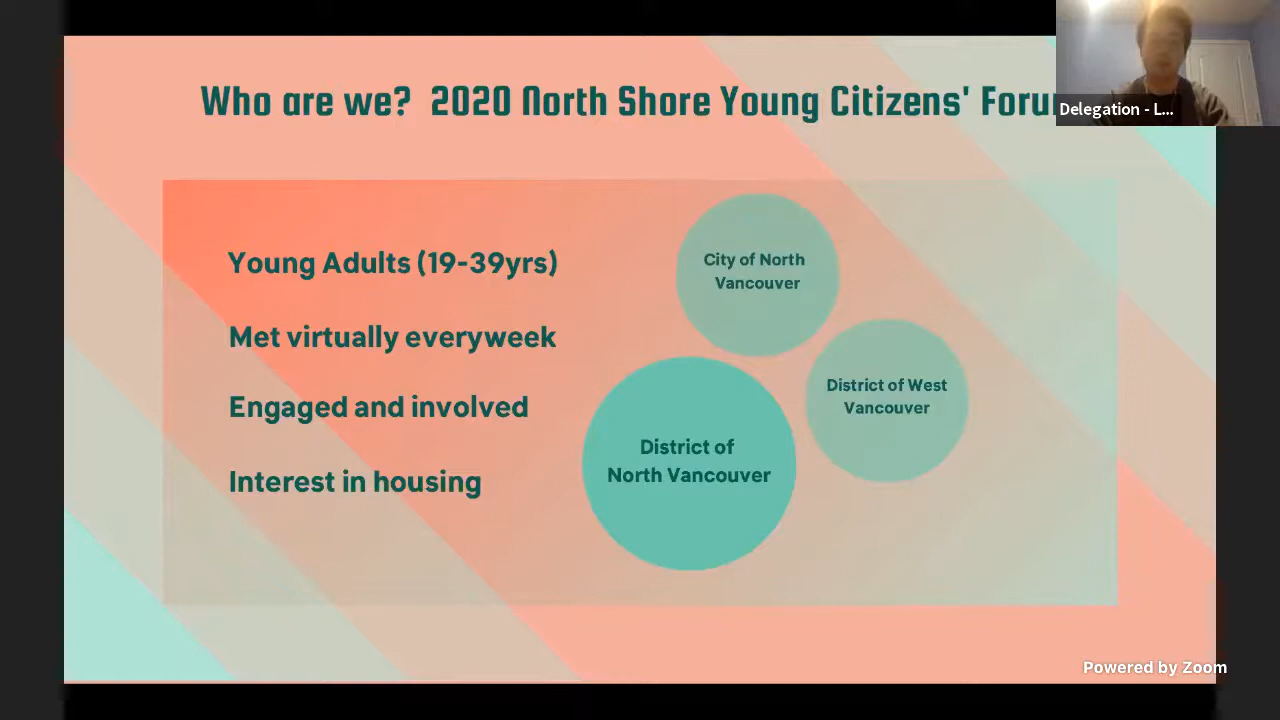 Who are we? 2020 North Shore Young Citizens' Foru
Delegation - L...
Young Adults (19-39yrs)
Met virtually everyweek
Engaged and involved
Interest in housing
City of North
Vancouver
District of West
Vancouver
District of
North Vancouver
Powered by Zoom